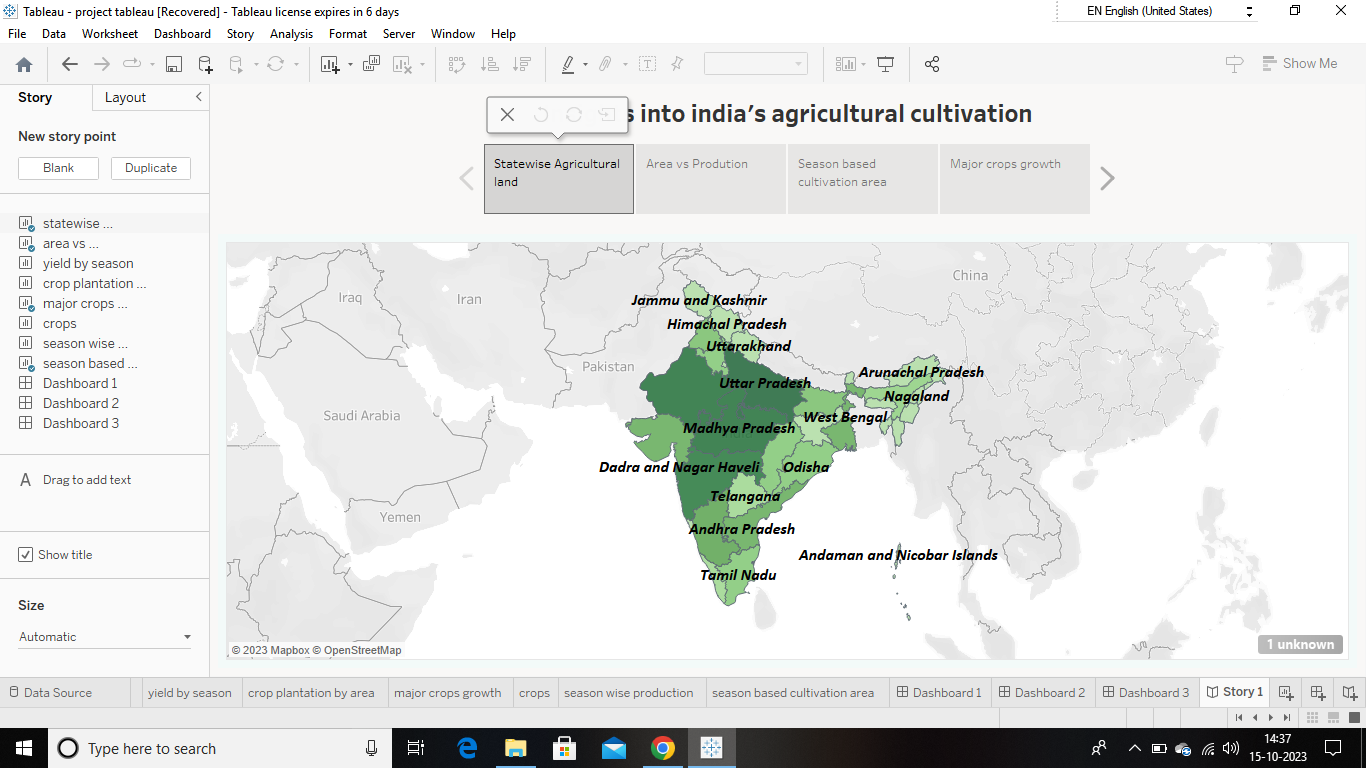 Tableau - project tableau [Recovered] - Tableau license expires in 6 days
EN English (United States)
File Data Worksheet Dashboard Story Analysis Format Server Window Help
Show Me
Story Layout
New story point
Blank Duplicate
statewise ...
area vs ...
yield by season
crop plantation ...
major crops ...
crops
season wise ...
season based ...
Dashboard 1
Dashboard 2
Dashboard 3
A Drag to add text
Show title
Size
Automatic
into india's agricultural cultivation
Statewise Agricultural
land
Area vs Prodution
Season based
cultivation area
Major crops growth
China
Iraq
Iran
Jammu and Kashmir
Himachal Pradesh
Uttarakhand
Pakistan
Arunachal Pradesh
Uttar Pradesh
Nagaland
Saudi Arabia
West Bengal
Madhya Pradesh
Dadra and Nagar Haveli
Odisha
Telangana
Yemen
Andhra Pradesh
Andaman and Nicobar Islands
Tamil Nadu
1 unknown
© 2023 Mapbox © OpenStreetMap
Data Source yield by season crop plantation by area major crops growth crops season wise production season based cultivation area Dashboard 1 Dashboard 2 Dashboard 3 Story 1
Type here to search
14:37
15-10-2023